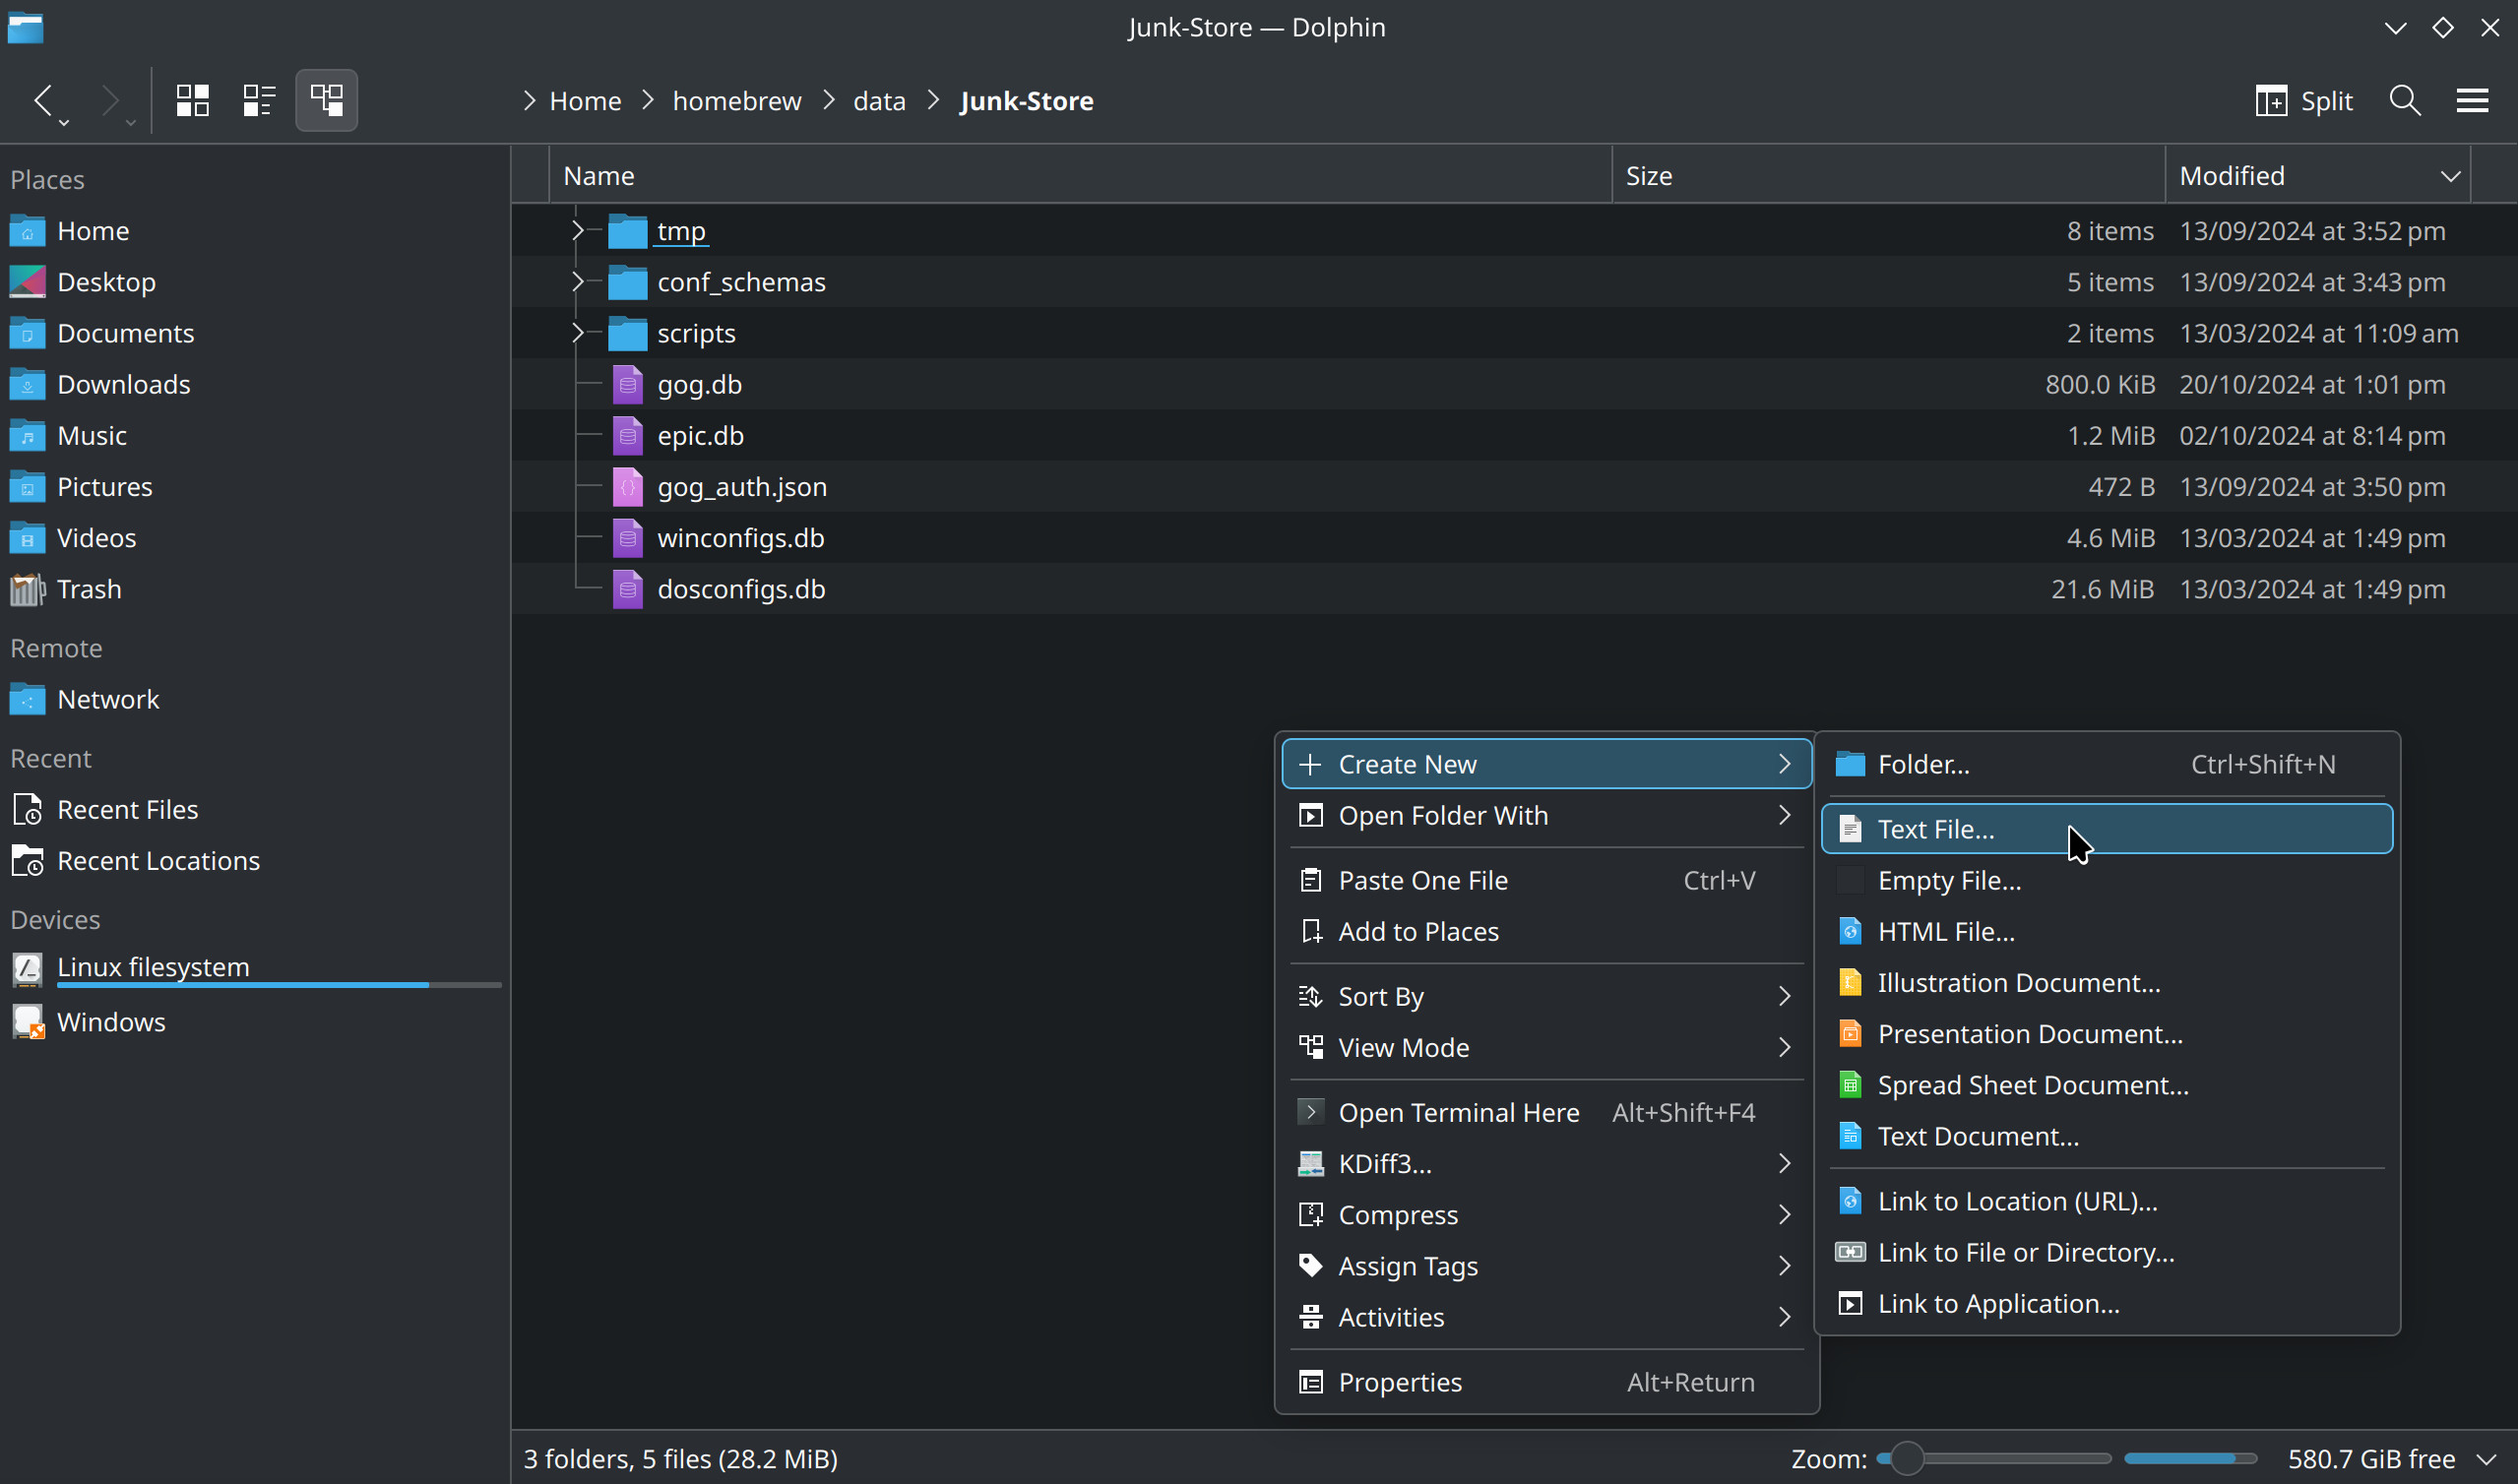 Junk-Store — Dolphin
Home homebrew data Junk-Store
Split
Places
Home
Desktop
Documents
Downloads
Music
Pictures
Videos
Trash
Remote
Network
Recent
Recent Files
Recent Locations
Devices
Linux filesystem
Windows
Name Size Modified
tmp 8 items 13/09/2024 at 3:52 pm
conf_schemas 5 items 13/09/2024 at 3:43 pm
scripts 2 items 13/03/2024 at 11:09 am
gog.db 800.0 KiB 20/10/2024 at 1:01 pm
epic.db 1.2 MiB 02/10/2024 at 8:14 pm
gog_auth.json 472 B 13/09/2024 at 3:50 pm
winconfigs.db 4.6 MiB 13/03/2024 at 1:49 pm
dosconfigs.db 21.6 MiB 13/03/2024 at 1:49 pm
Create New
Open Folder With
Paste One File Ctrl+V
Add to Places
Sort By
View Mode
Open Terminal Here Alt+Shift+F4
KDiff3...
Compress
Assign Tags
Activities
Properties Alt+Return
Folder... Ctrl+Shift+N
Text File...
Empty File...
HTML File...
Illustration Document...
Presentation Document...
Spread Sheet Document...
Text Document...
Link to Location (URL)...
Link to File or Directory...
Link to Application...
3 folders, 5 files (28.2 MiB)
Zoom: 580.7 GiB free